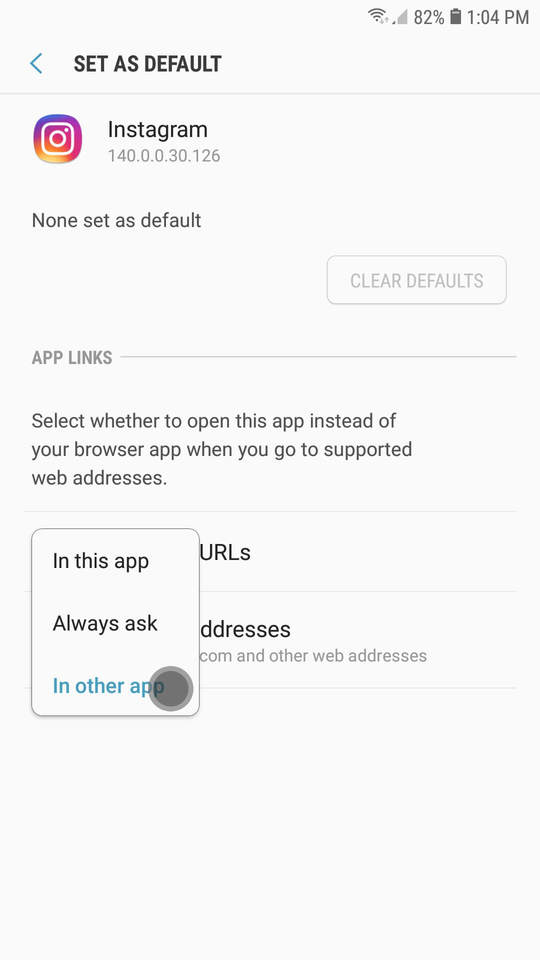 82% 1:04 PM
SET AS DEFAULT
Instagram
140.0.0.30.126
None set as default
CLEAR DEFAULTS
APP LINKS
Select whether to open this app instead of
your browser app when you go to supported
web addresses.
URLs
In this app
Always ask
ddresses
com and other web addresses
In other app